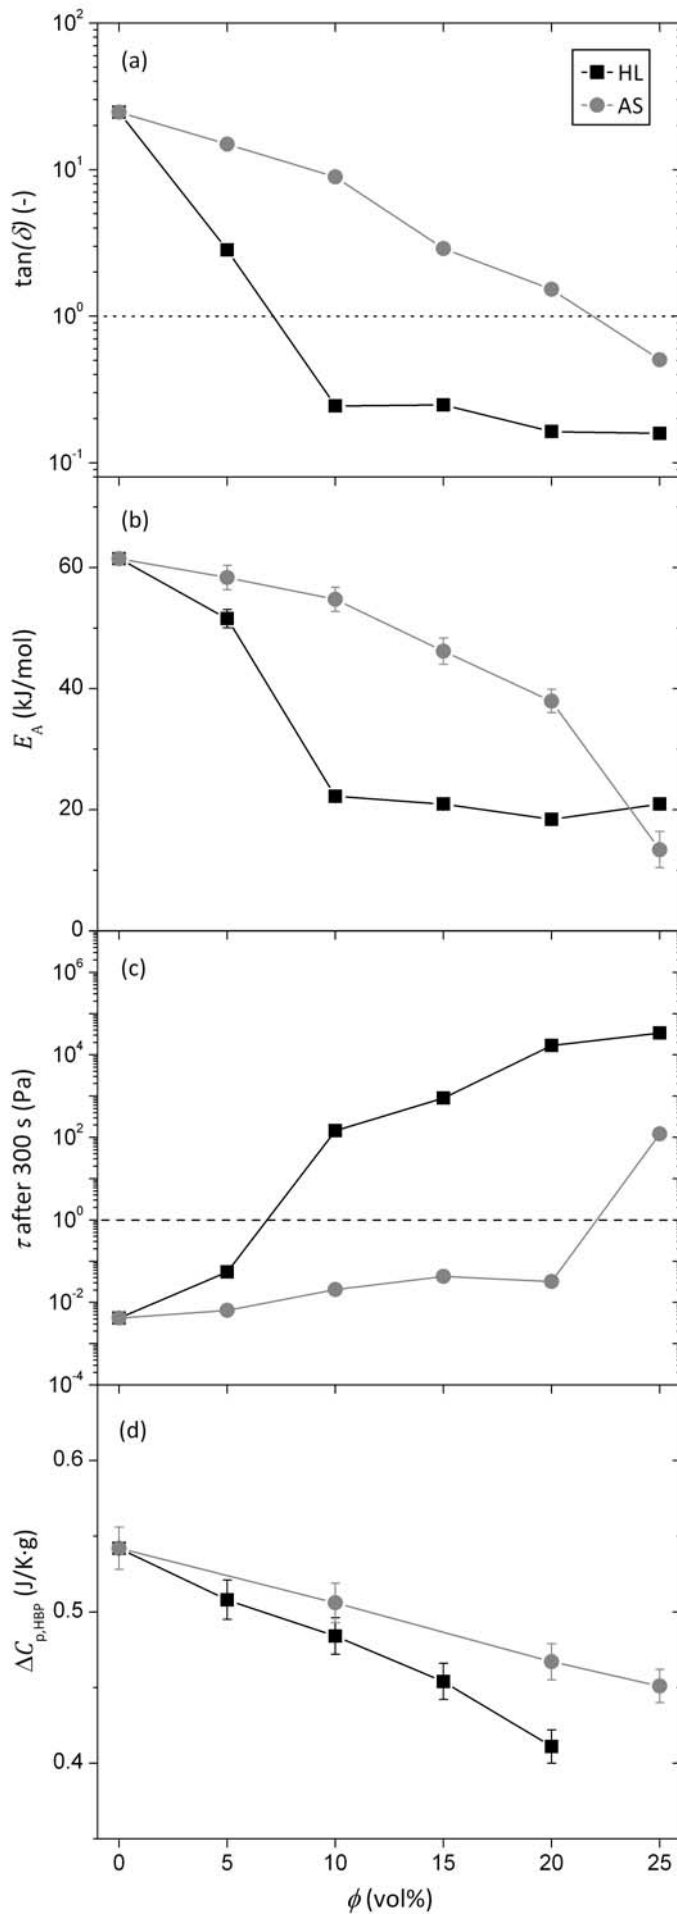 10²
(a)
HL
AS
10¹
10⁰
10⁻¹
tan(δ) (-)
(b)
60
40
20
0
E_A (kJ/mol)
(c)
10⁶
10⁴
10²
10⁰
10⁻²
10⁻⁴
τ after 300 s (Pa)
(d)
0.6
0.5
0.4
ΔC_p,HBP (J/K·g)
0 5 10 15 20 25
ϕ (vol%)